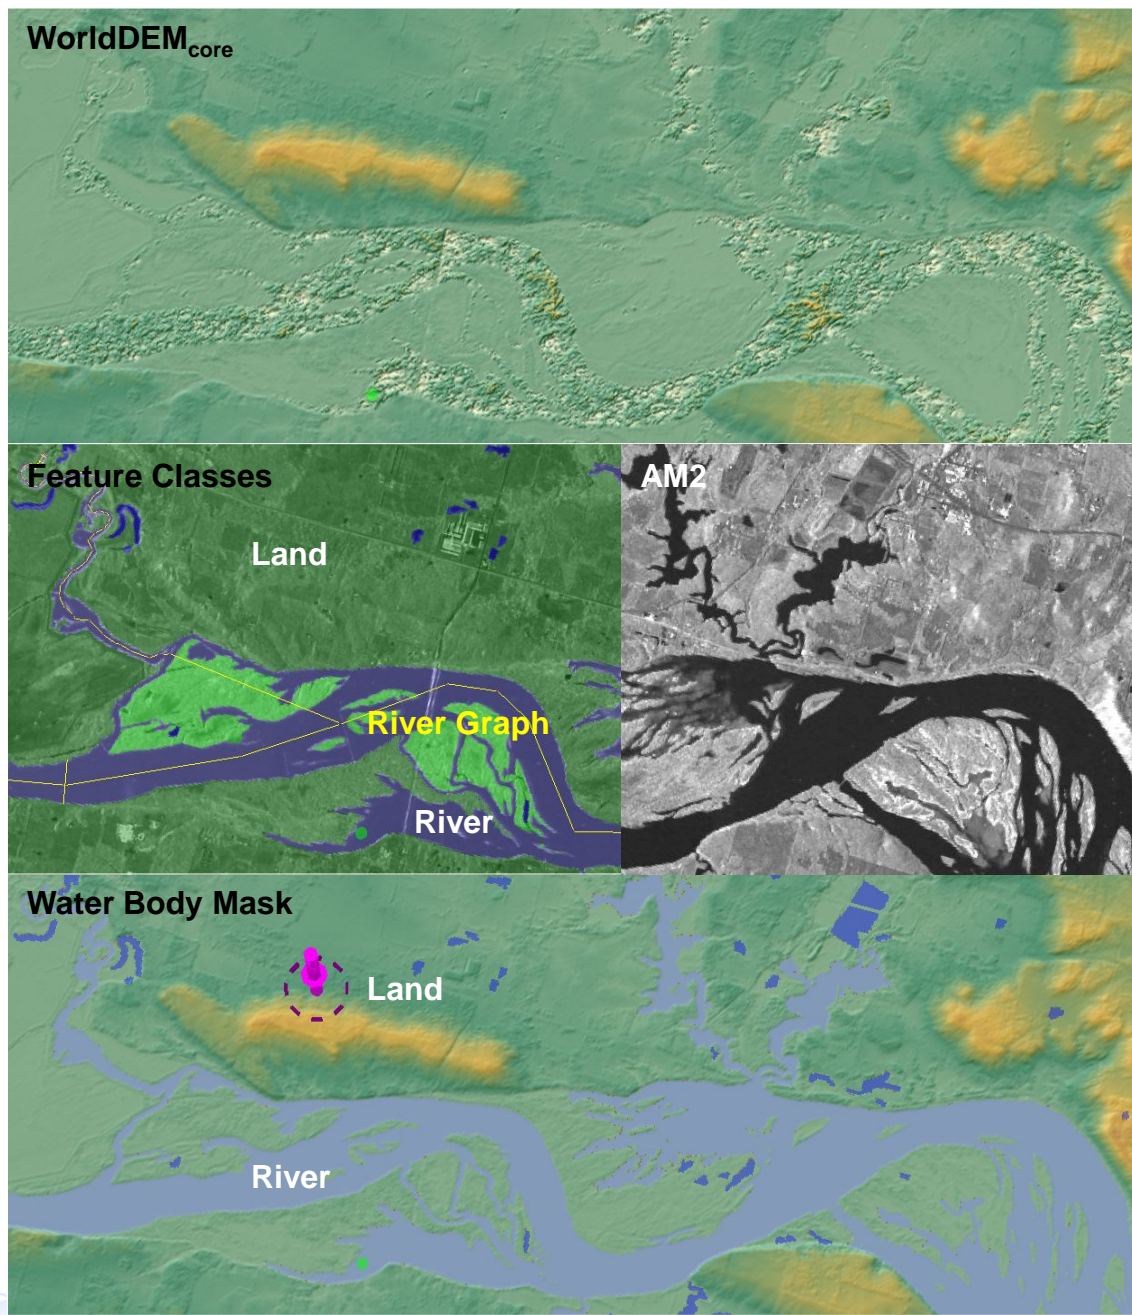 WorldDEMcore
Feature Classes
AM2
Land
River Graph
River
Water Body Mask
Land
River